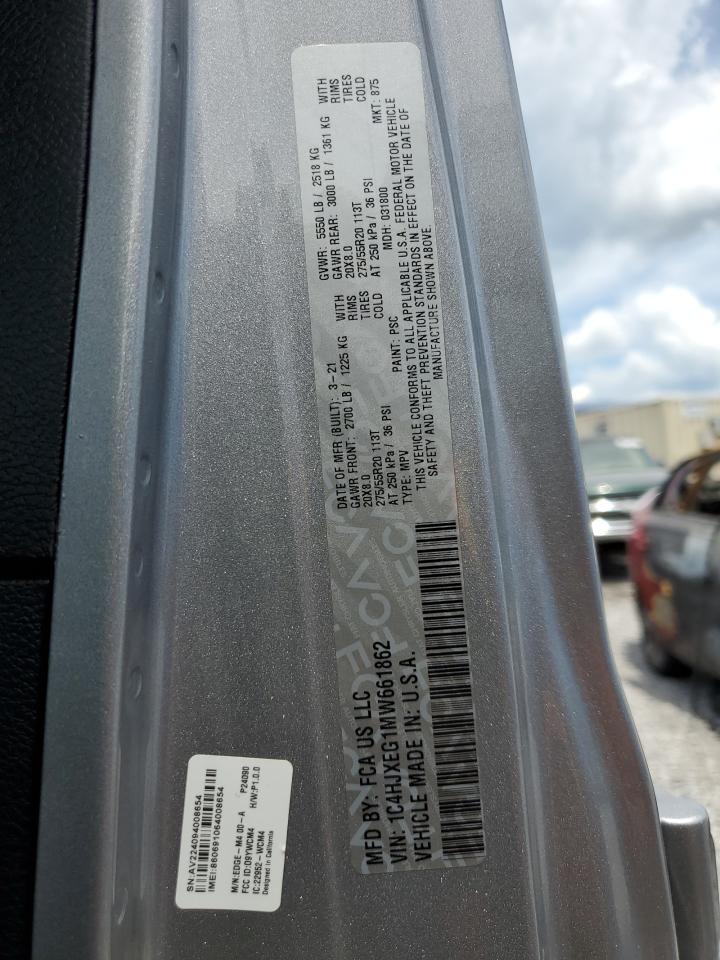 MFD BY: FCA US LLC
VIN: 1C4HJXEG1MW661862
VEHICLE MADE IN: U.S.A.
DATE OF MFR (BUILT): 3-21
GAWR FRONT: 2700 LB / 1225 KG WITH
20X8.0 RIMS
275/55R20 113T TIRES
AT 250 kPa / 36 PSI COLD
TYPE: MPV PAINT: PSC
GVWR: 5550 LB / 2518 KG
GAWR REAR: 3000 LB / 1361 KG WITH
20X8.0 RIMS
275/55R20 113T TIRES
AT 250 kPa / 36 PSI COLD
MDH: 031800 MKT: 875
THIS VEHICLE CONFORMS TO ALL APPLICABLE U.S.A. FEDERAL MOTOR VEHICLE
SAFETY AND THEFT PREVENTION STANDARDS IN EFFECT ON THE DATE OF
MANUFACTURE SHOWN ABOVE.
SN:AV224094008654
IMEI:860691064008654
M/N:EDGE-M4 00-A P24090
FCC ID:O9YWCM4 H/W:P1.0.0
IC:22952-WCM4
Designed in California